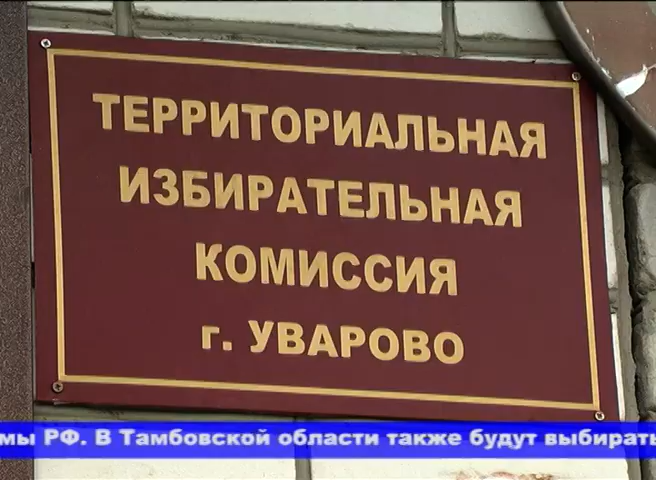 ТЕРРИТОРИАЛЬНАЯ
ИЗБИРАТЕЛЬНАЯ
КОМИССИЯ
г. УВАРОВО
мы РФ. В Тамбовской области также будут выбирать